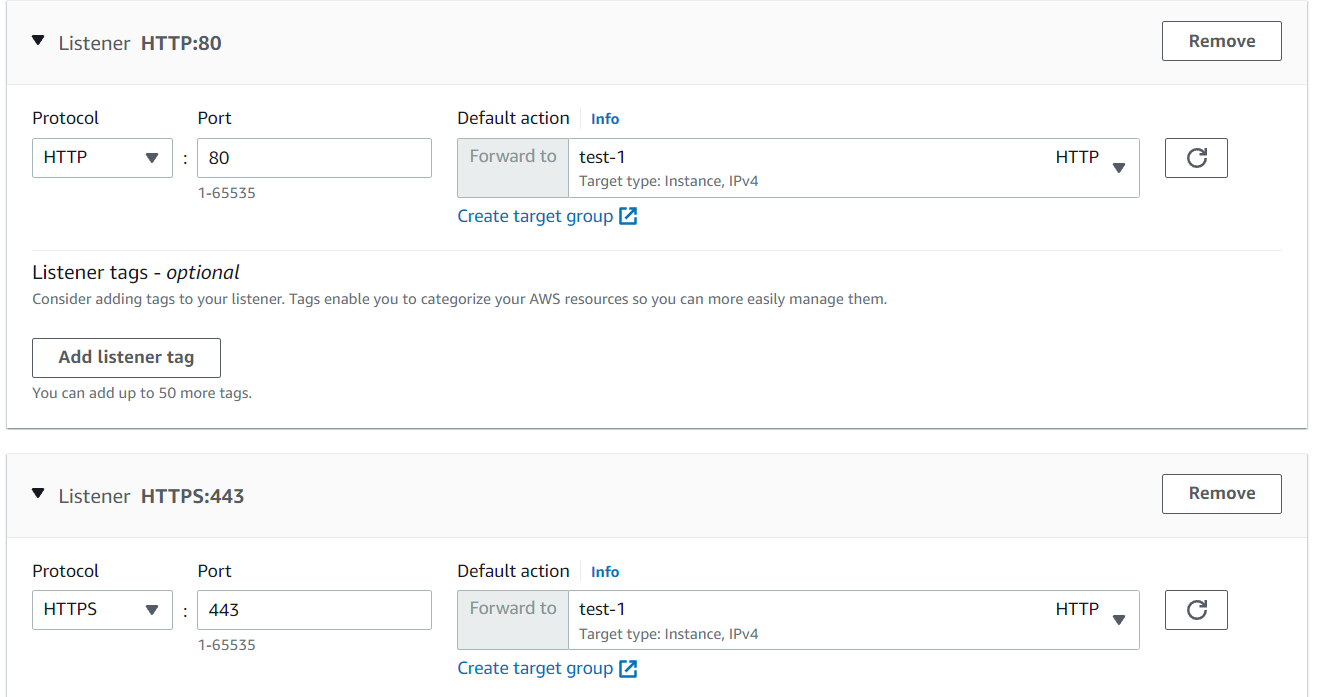 Listener HTTP:80
Remove
Protocol Port Default action Info
HTTP : 80 Forward to test-1 HTTP
1-65535 Target type: Instance, IPv4
Create target group
Listener tags - optional
Consider adding tags to your listener. Tags enable you to categorize your AWS resources so you can more easily manage them.
Add listener tag
You can add up to 50 more tags.
Listener HTTPS:443
Remove
Protocol Port Default action Info
HTTPS : 443 Forward to test-1 HTTP
1-65535 Target type: Instance, IPv4
Create target group